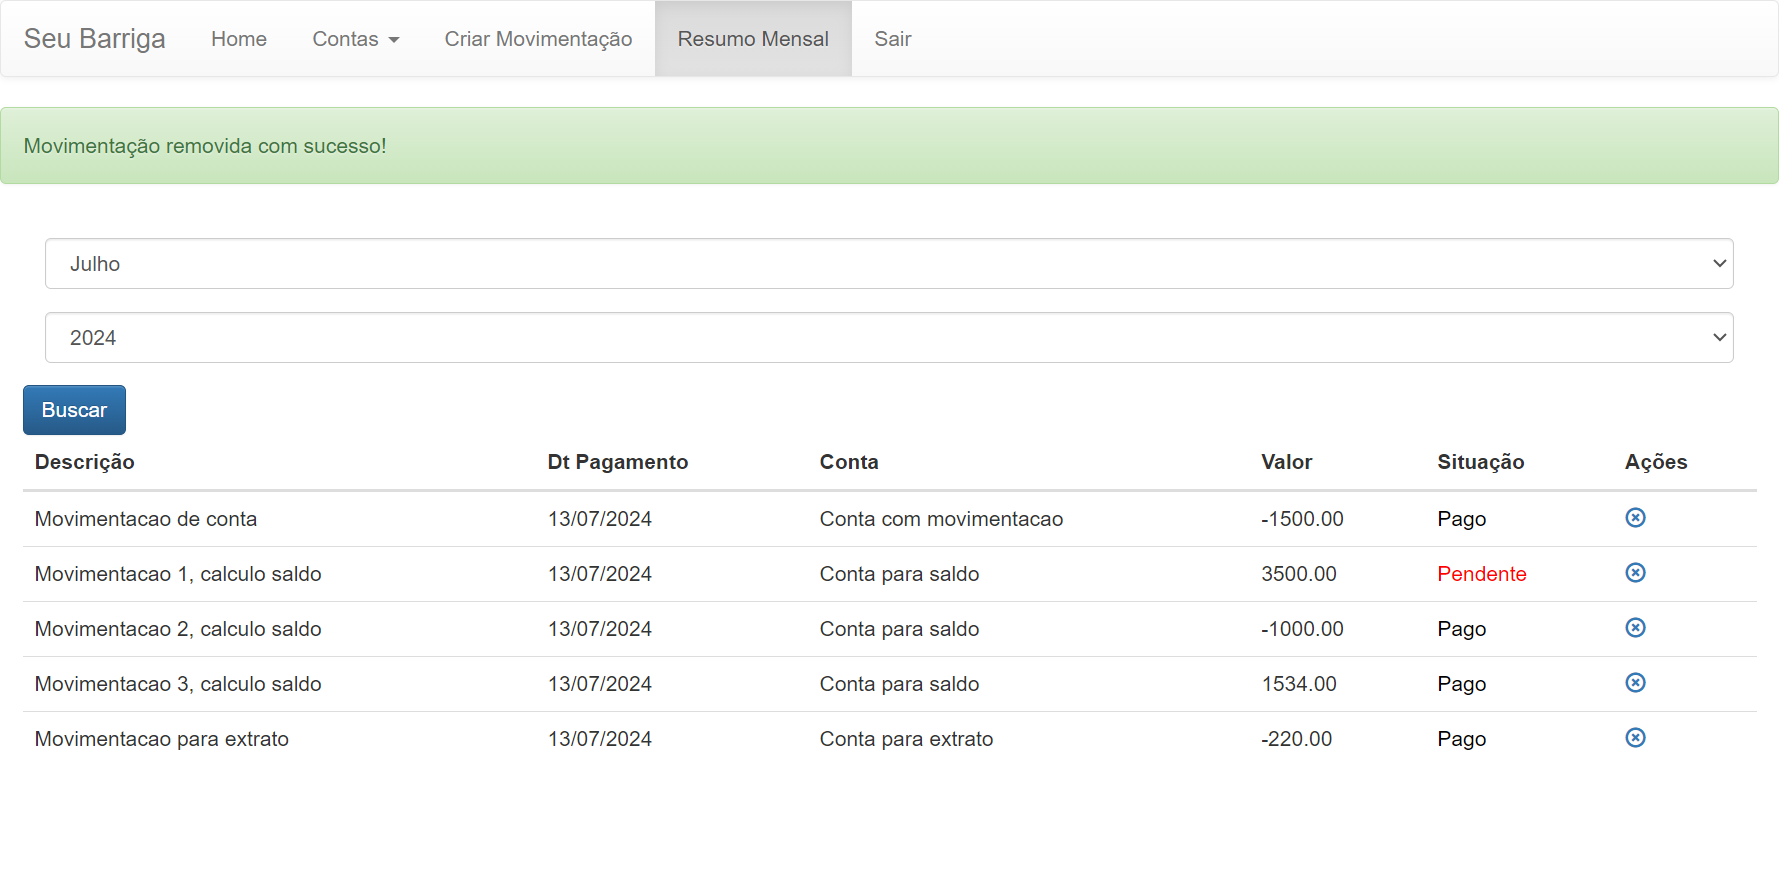 Seu Barriga Home Contas Criar Movimentação Resumo Mensal Sair
Movimentação removida com sucesso!
Julho
2024
Buscar
Descrição Dt Pagamento Conta Valor Situação Ações
Movimentacao de conta 13/07/2024 Conta com movimentacao -1500.00 Pago
Movimentacao 1, calculo saldo 13/07/2024 Conta para saldo 3500.00 Pendente
Movimentacao 2, calculo saldo 13/07/2024 Conta para saldo -1000.00 Pago
Movimentacao 3, calculo saldo 13/07/2024 Conta para saldo 1534.00 Pago
Movimentacao para extrato 13/07/2024 Conta para extrato -220.00 Pago